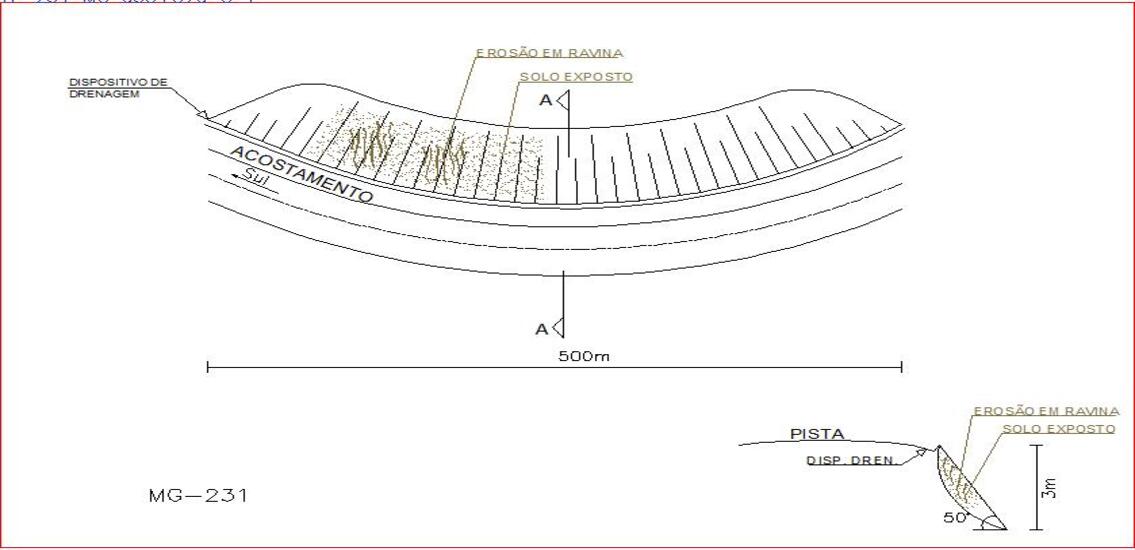 EROSÃO EM RAVINA
SOLO EXPOSTO
DISPOSITIVO DE
DRENAGEM
A
ACOSTAMENTO
Sul
A
500m
EROSÃO EM RAVINA
SOLO EXPOSTO
PISTA
DISP. DREN.
3m
MG-231
50°